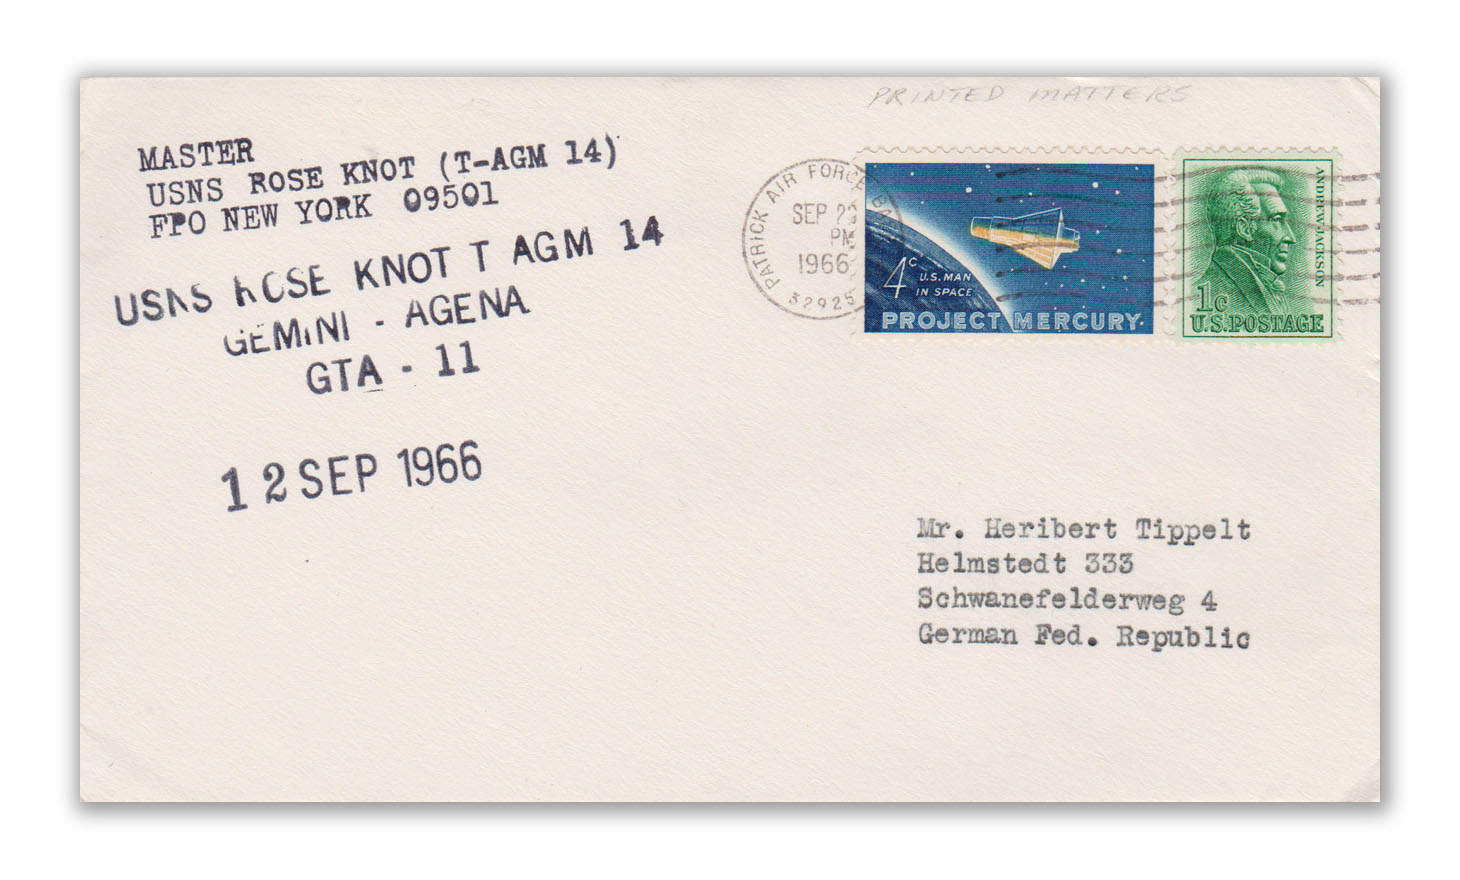 PRINTED MATTERS
MASTER
USNS ROSE KNOT (T-AGM 14)
FPO NEW YORK 09501
USNS ROSE KNOT T AGM 14
GEMINI - AGENA
GTA - 11
12 SEP 1966
PATRICK AIR FORCE BA
SEP
PM
1966
32925
4c
U.S. MAN
IN SPACE
PROJECT MERCURY
ANDREW JACKSON
1c
U.S. POSTAGE
Mr. Heribert Tippelt
Helmstedt 333
Schwanefelderweg 4
German Fed. Republic